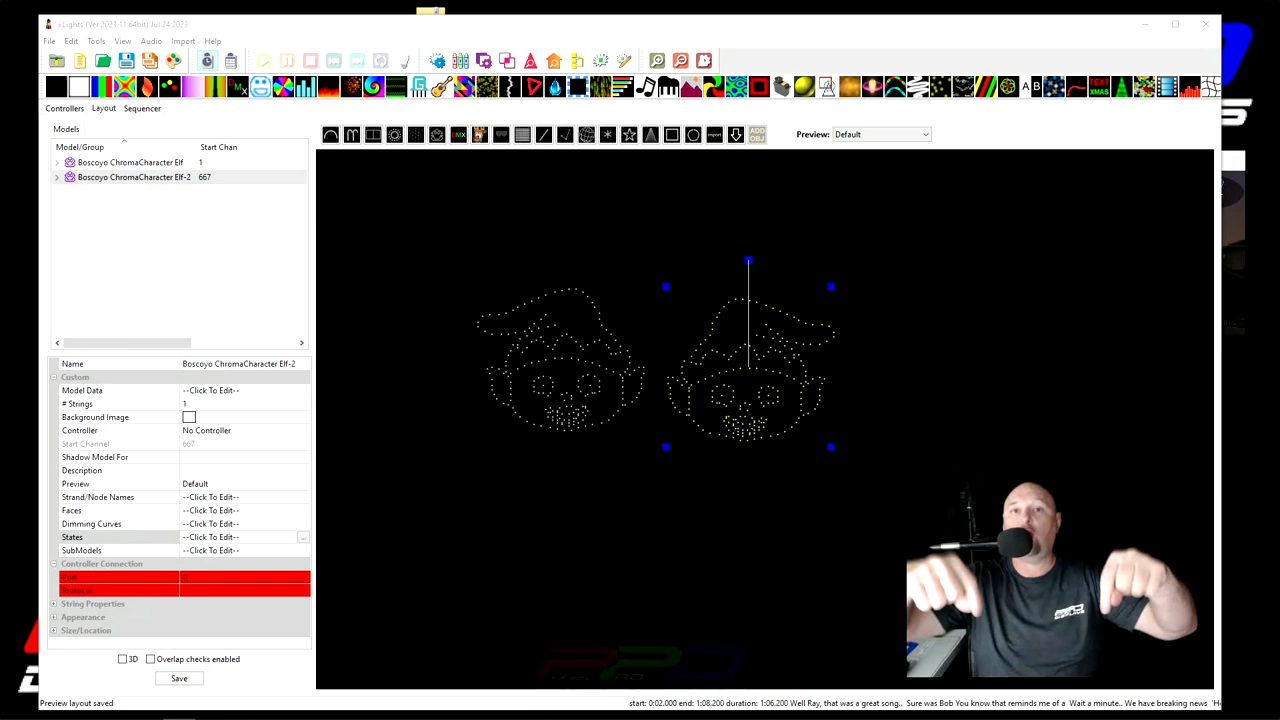 xLights (Ver 2023.11 64bit) Jul 24 2023
File Edit Tools View Audio Import Help
Controllers Layout Sequencer
Models
Preview: Default
Model/Group Start Chan
Boscoyo ChromaCharacter Elf 1
Boscoyo ChromaCharacter Elf-2 667
Name Boscoyo ChromaCharacter Elf-2
Custom
Model Data --Click To Edit--
# Strings 1
Background Image
Controller No Controller
Start Channel 667
Shadow Model For
Description
Preview Default
Strand/Node Names --Click To Edit--
Faces --Click To Edit--
Dimming Curves --Click To Edit--
States --Click To Edit-- ...
SubModels --Click To Edit--
Controller Connection
Port 0
Protocol
String Properties
Appearance
Size/Location
3D Overlap checks enabled
Save
Preview layout saved start: 0:02.000 end: 1:08.200 duration: 1:06.200 Well Ray, that was a great song.. Sure was Bob You know that reminds me of a Wait a minute.. We have breaking news